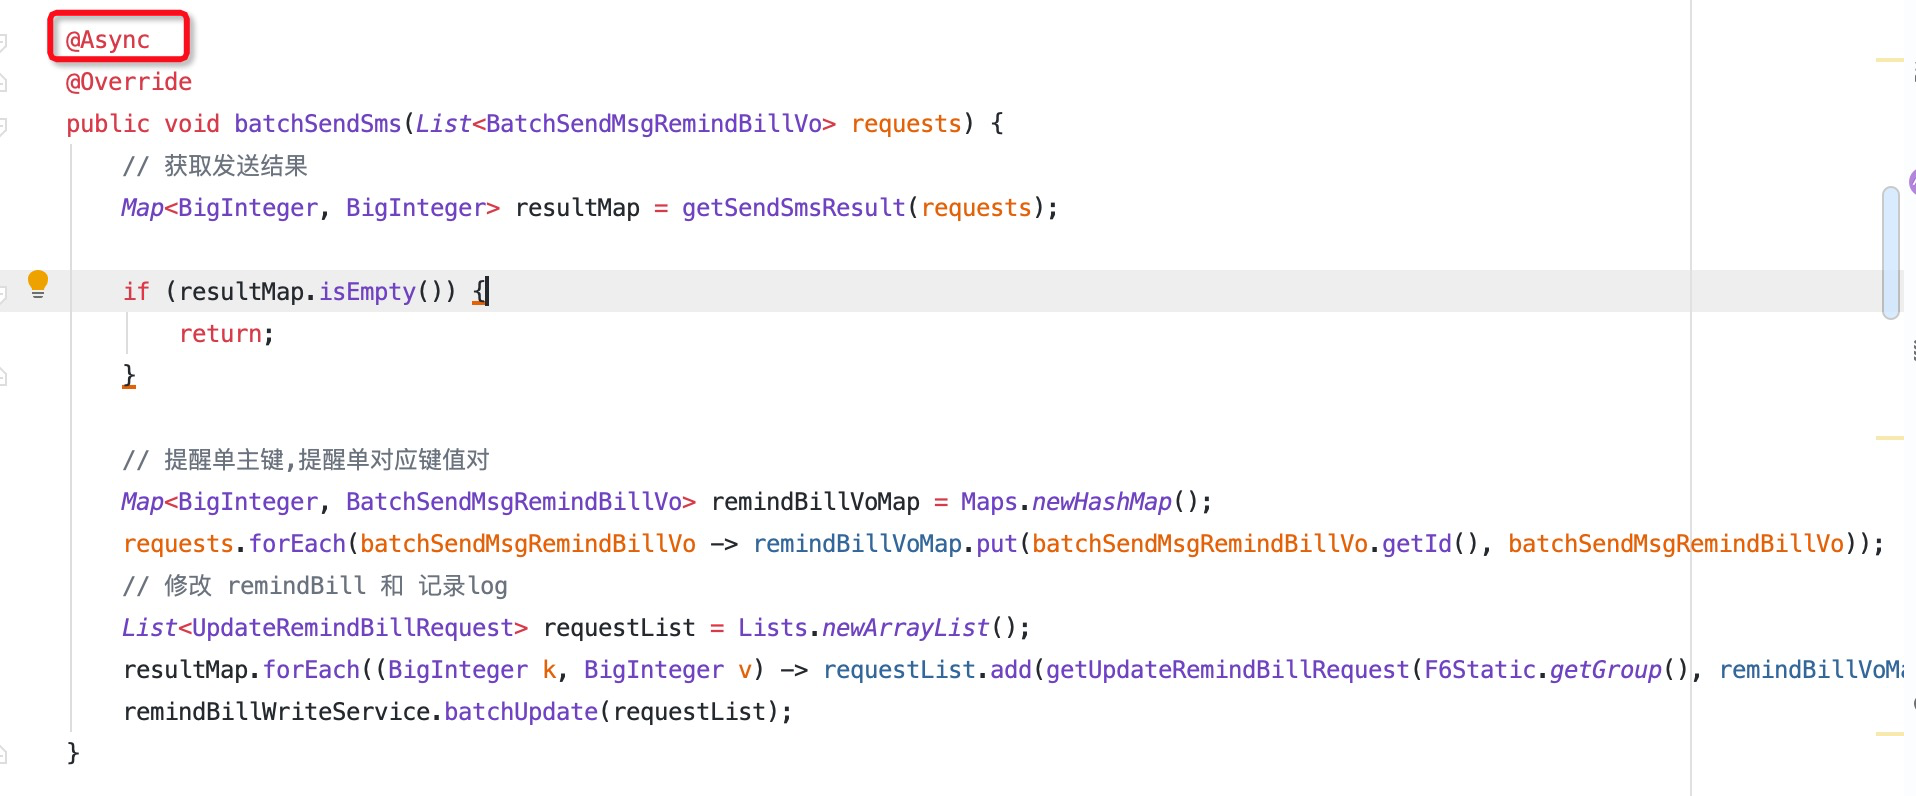 @Async
@Override
public void batchSendSms(List<BatchSendMsgRemindBillVo> requests) {
// 获取发送结果
Map<BigInteger, BigInteger> resultMap = getSendSmsResult(requests);
if (resultMap.isEmpty()) {
return;
}
// 提醒单主键,提醒单对应键值对
Map<BigInteger, BatchSendMsgRemindBillVo> remindBillVoMap = Maps.newHashMap();
requests.forEach(batchSendMsgRemindBillVo -> remindBillVoMap.put(batchSendMsgRemindBillVo.getId(), batchSendMsgRemindBillVo));
// 修改 remindBill 和 记录log
List<UpdateRemindBillRequest> requestList = Lists.newArrayList();
resultMap.forEach((BigInteger k, BigInteger v) -> requestList.add(getUpdateRemindBillRequest(F6Static.getGroup(), remindBillVoM
remindBillWriteService.batchUpdate(requestList);
}